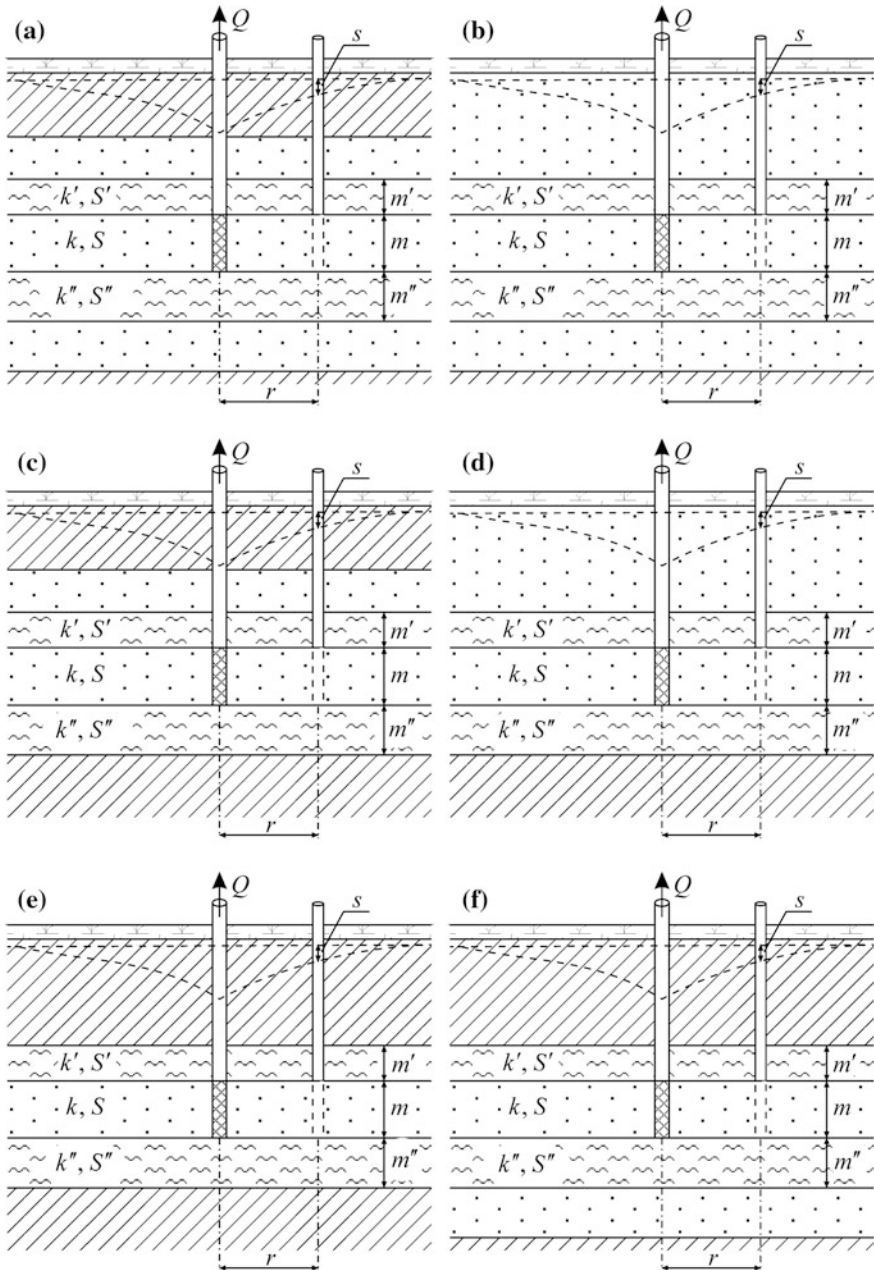 (a) Q s
k′, S′ m′
k, S m
k″, S″ m″
r
(b) Q s
k′, S′ m′
k, S m
k″, S″ m″
r
(c) Q s
k′, S′ m′
k, S m
k″, S″ m″
r
(d) Q s
k′, S′ m′
k, S m
k″, S″ m″
r
(e) Q s
k′, S′ m′
k, S m
k″, S″ m″
r
(f) Q s
k′, S′ m′
k, S m
k″, S″ m″
r